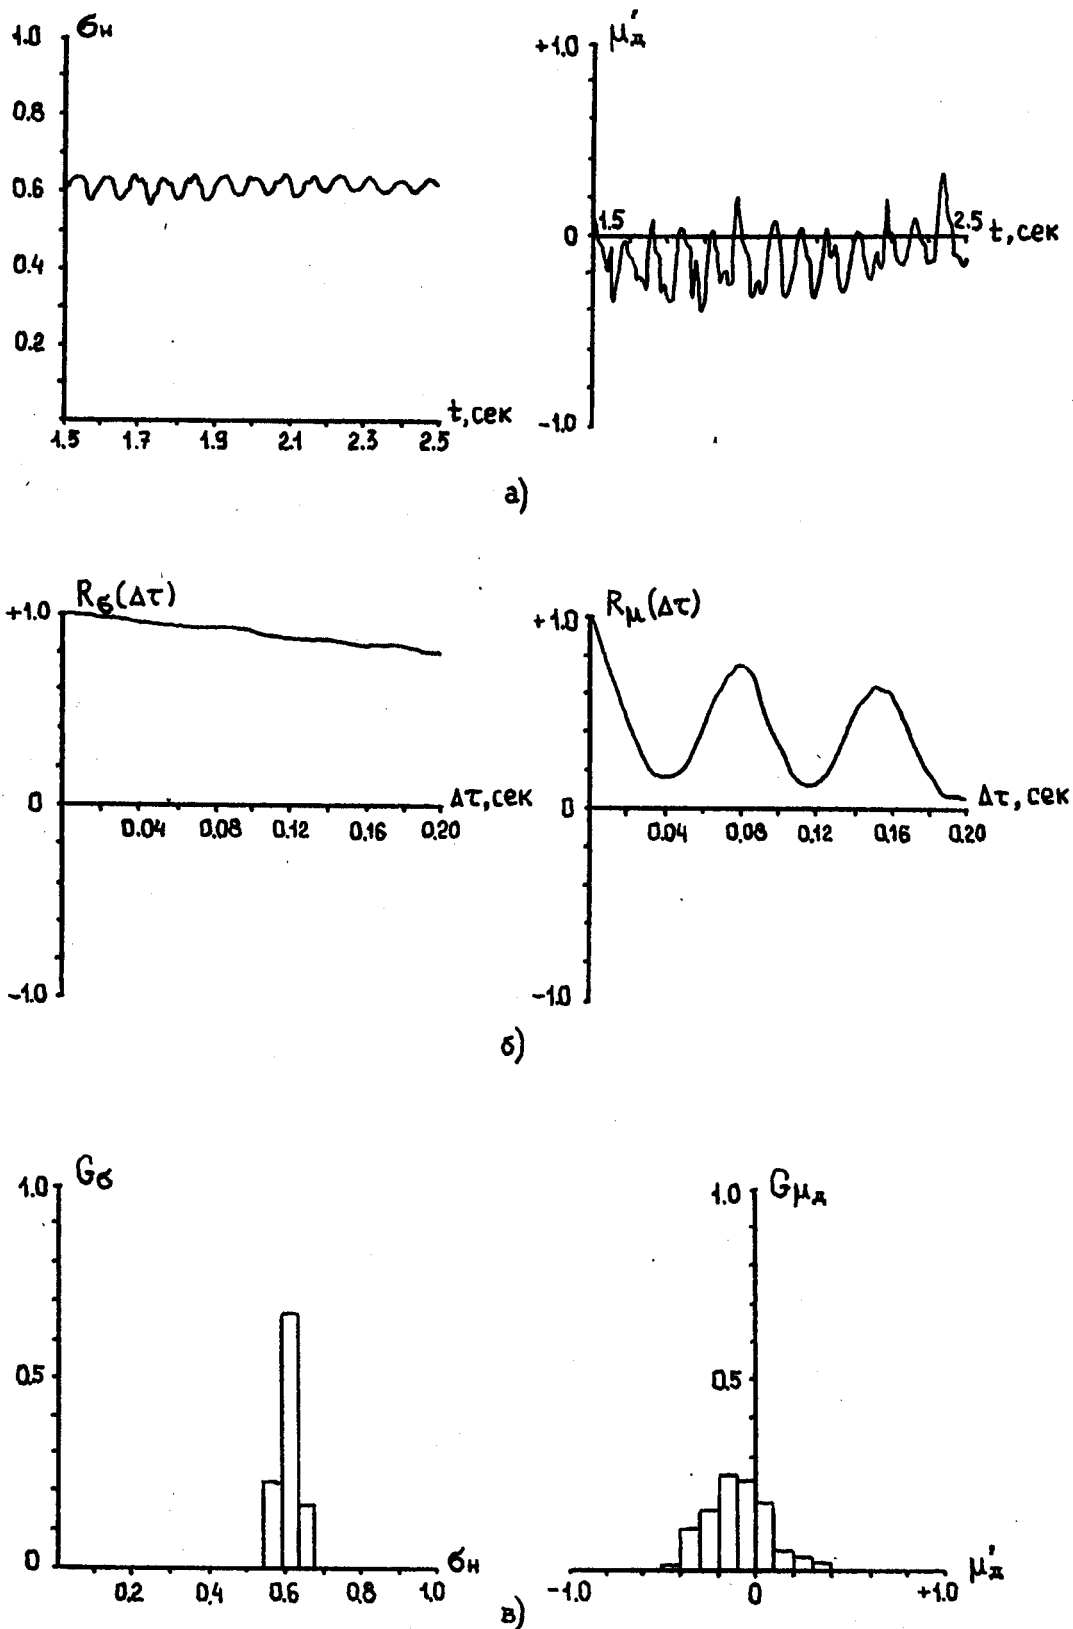 1.0 бн
0.8
0.6
0.4
0.2
1.5 1.7 1.9 2.1 2.3 2.5 t,сек
+1.0 μ'д
0 1.5 2.5 t,сек
-1.0
а)
+1.0 Rб(Δτ)
0 0.04 0.08 0.12 0.16 0.20 Δτ,сек
-1.0
+1.0 Rμ(Δτ)
0 0.04 0,08 0,12 0,16 0,20 Δτ,сек
-1.0
б)
1.0 Gб
0.5
0 0,2 0.4 0.6 0.8 1.0 бн
1.0 Gμд
0.5
-1.0 0 +1.0 μ'д
в)